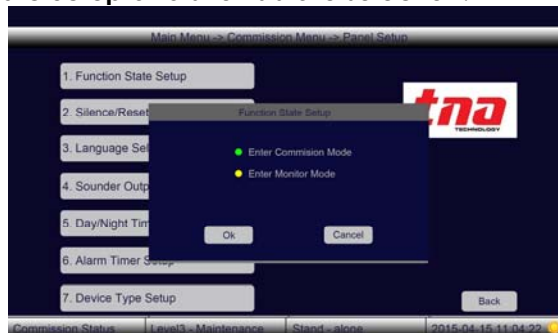 Main Menu -> Commission Menu -> Panel Setup
1. Function State Setup
2. Silence/Reset
3. Language Sel
4. Sounder Outp
5. Day/Night Tim
6. Alarm Timer Setup
7. Device Type Setup
tna
TECHNOLOGY
Function State Setup
Enter Commision Mode
Enter Monitor Mode
Ok
Cancel
Back
Commission Status
Level3 - Maintenance
Stand - alone
2015-04-15 11:04:22